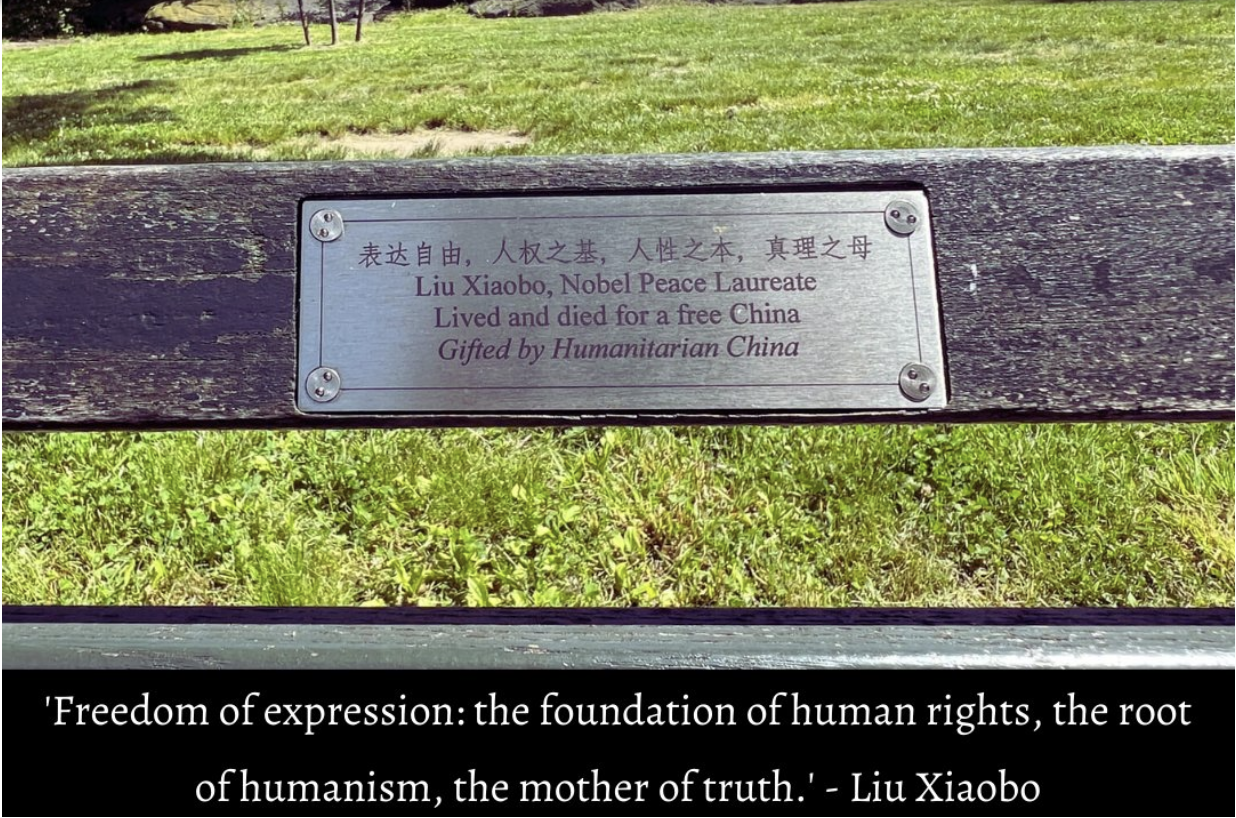 表达自由，人权之基，人性之本，真理之母
Liu Xiaobo, Nobel Peace Laureate
Lived and died for a free China
Gifted by Humanitarian China
'Freedom of expression: the foundation of human rights, the root
of humanism, the mother of truth.' - Liu Xiaobo